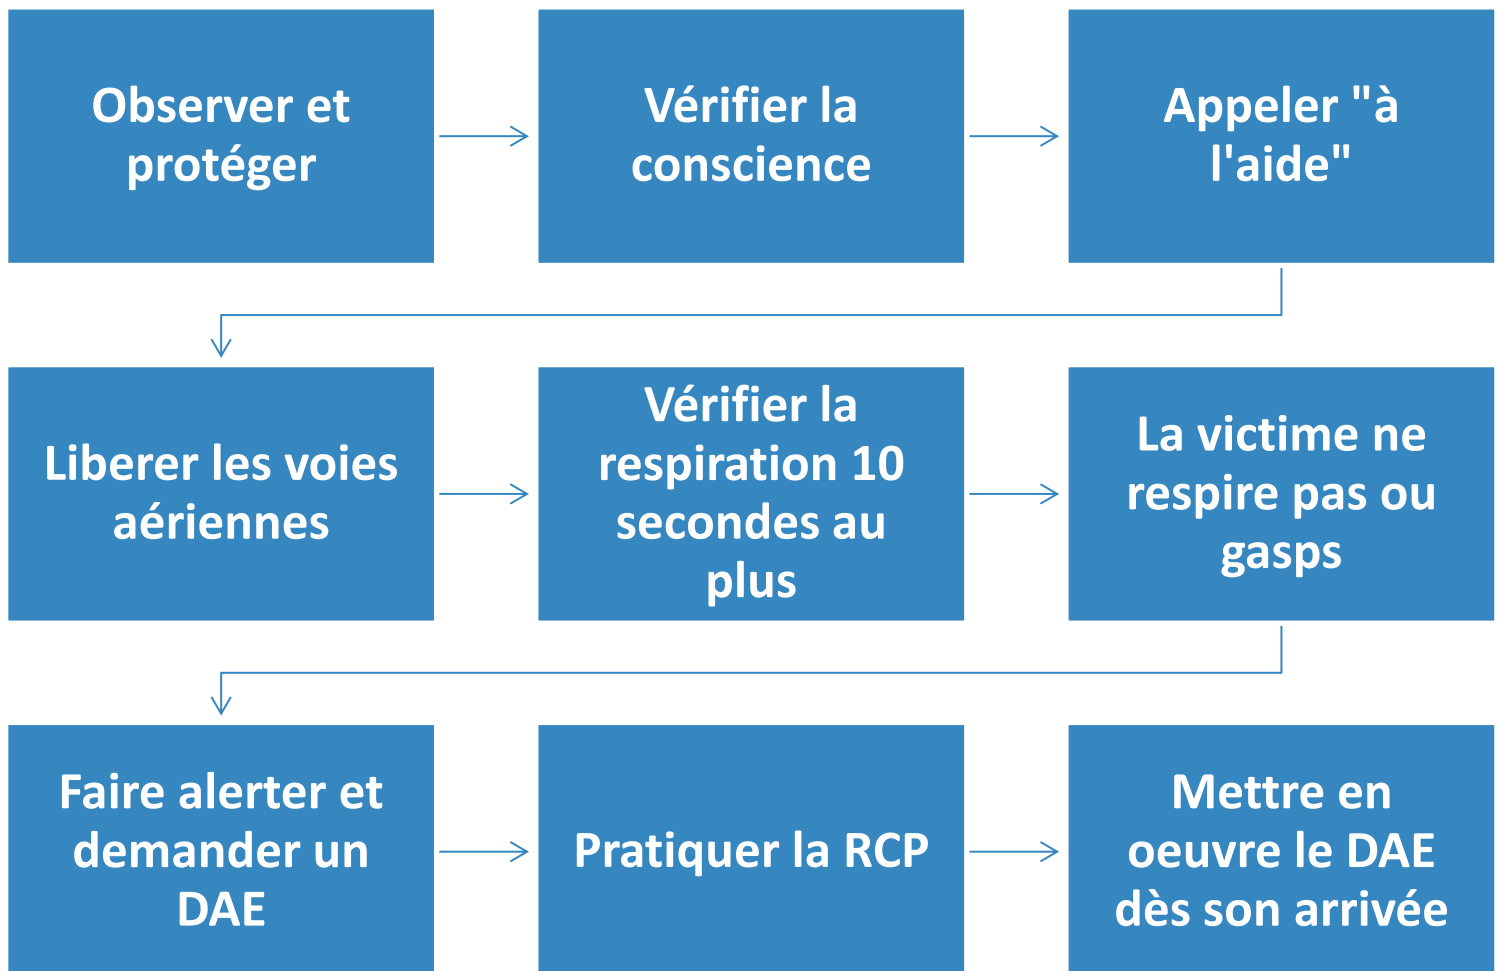 Observer et
protéger
Vérifier la
conscience
Appeler "à
l'aide"
Liberer les voies
aériennes
Vérifier la
respiration 10
secondes au
plus
La victime ne
respire pas ou
gasps
Faire alerter et
demander un
DAE
Pratiquer la RCP
Mettre en
oeuvre le DAE
dès son arrivée